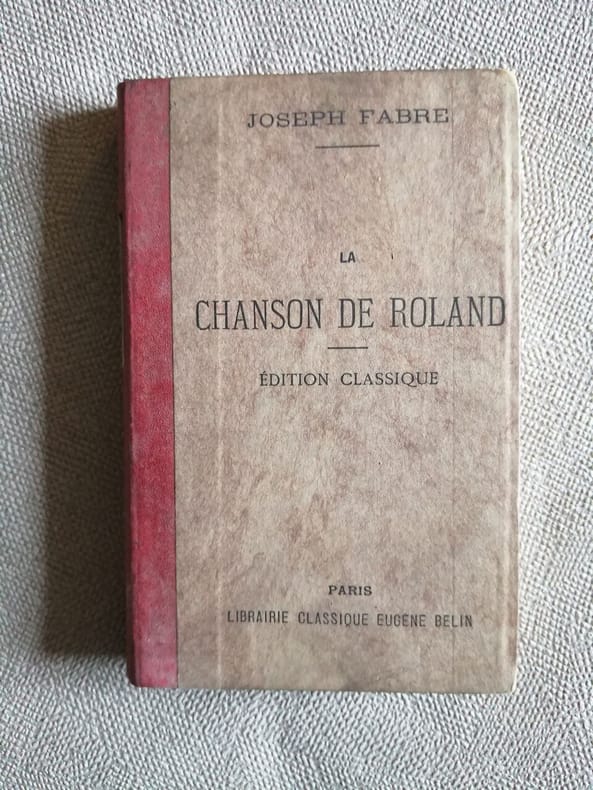 JOSEPH FABRE
LA
CHANSON DE ROLAND
ÉDITION CLASSIQUE
PARIS
LIBRAIRIE CLASSIQUE EUGÈNE BELIN